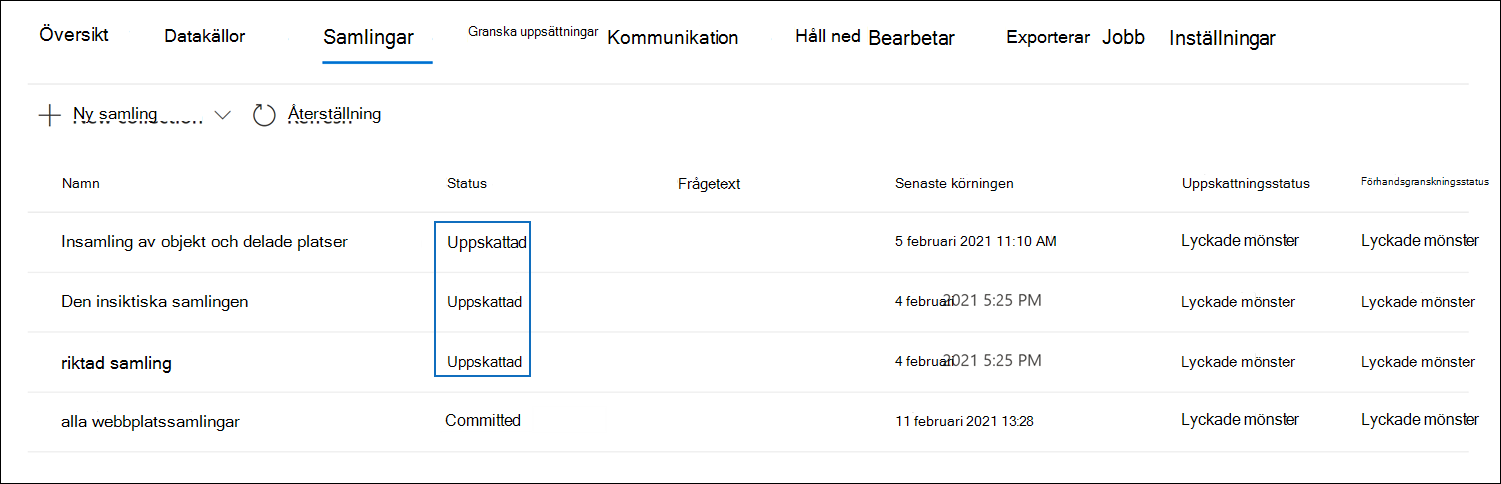 Översikt Datakällor Samlingar Granska uppsättningar Kommunikation Håll ned Bearbetar Exporterar Jobb Inställningar
Ny samling Återställning
Namn Status Frågetext Senaste körningen Uppskattningsstatus Förhandsgranskningsstatus
Insamling av objekt och delade platser Uppskattad 5 februari 2021 11:10 AM Lyckade mönster Lyckade mönster
Den insiktiska samlingen Uppskattad 4 februari 2021 5:25 PM Lyckade mönster Lyckade mönster
riktad samling Uppskattad 4 februari 2021 5:25 PM Lyckade mönster Lyckade mönster
alla webbplatssamlingar Committed 11 februari 2021 13:28 Lyckade mönster Lyckade mönster